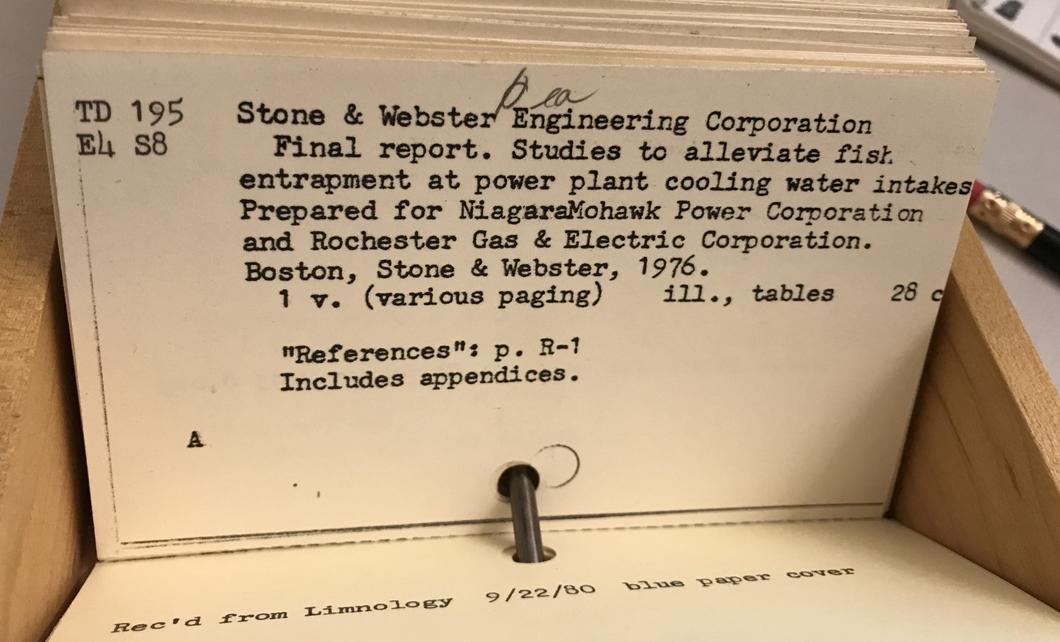 ea
TD 195 Stone & Webster Engineering Corporation
E4 S8 Final report. Studies to alleviate fish
entrapment at power plant cooling water intakes
Prepared for NiagaraMohawk Power Corporation
and Rochester Gas & Electric Corporation.
Boston, Stone & Webster, 1976.
1 v. (various paging) ill., tables 28 c
"References": p. R-1
Includes appendices.
A
Rec'd from Limnology 9/22/80 blue paper cover